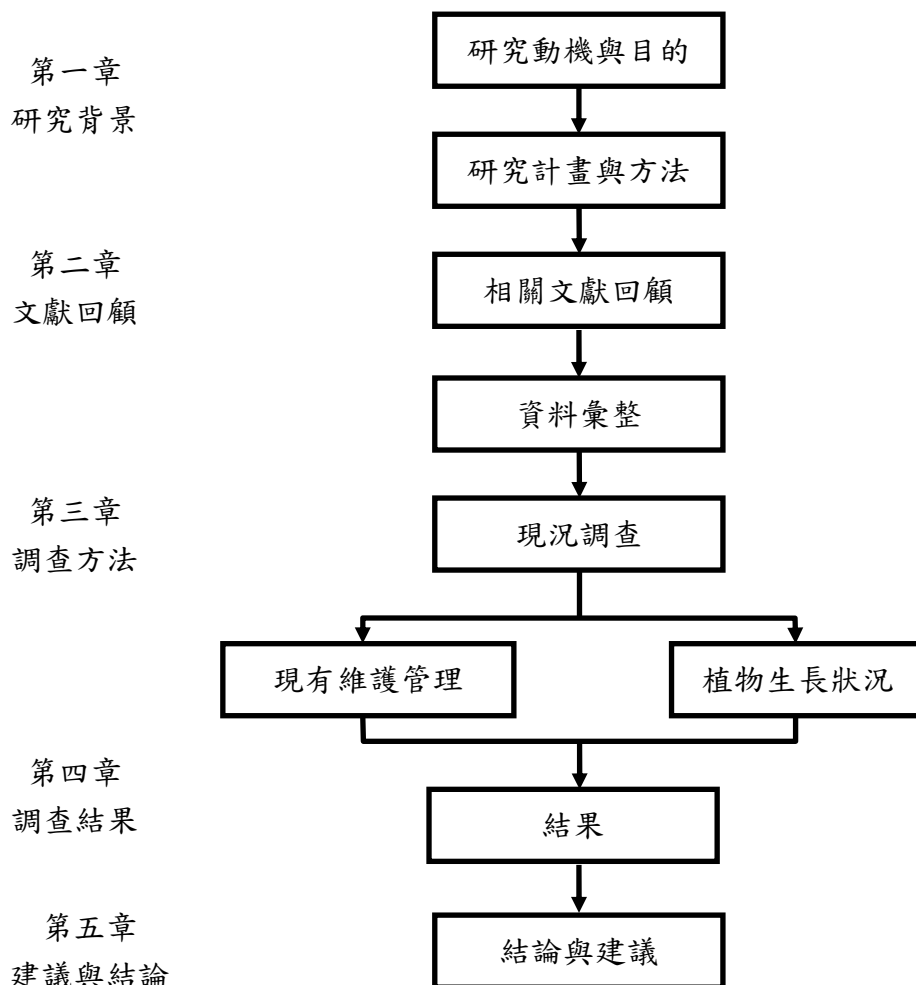 第一章
研究背景
研究動機與目的
研究計畫與方法
第二章
文獻回顧
相關文獻回顧
資料彙整
第三章
調查方法
現況調查
現有維護管理
植物生長狀況
第四章
調查結果
結果
第五章
建議與結論
結論與建議